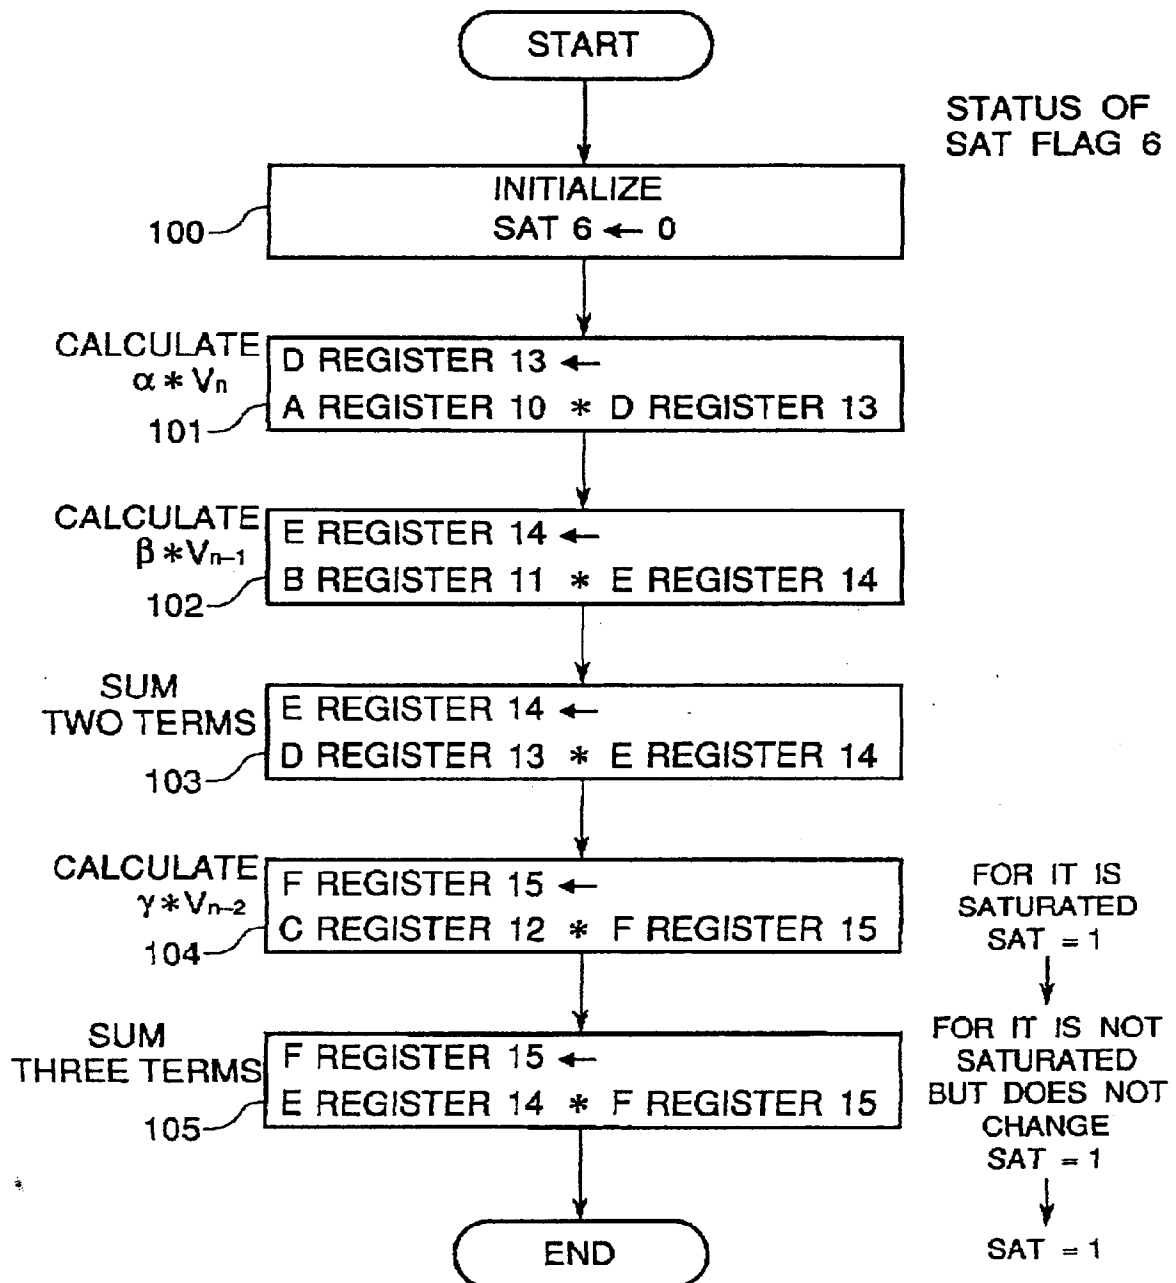 START
STATUS OF
SAT FLAG 6
INITIALIZE
SAT 6 ← 0
100
CALCULATE
α * Vn
101
D REGISTER 13 ←
A REGISTER 10 * D REGISTER 13
CALCULATE
β * Vn–1
102
E REGISTER 14 ←
B REGISTER 11 * E REGISTER 14
SUM
TWO TERMS
103
E REGISTER 14 ←
D REGISTER 13 * E REGISTER 14
CALCULATE
γ * Vn–2
104
F REGISTER 15 ←
C REGISTER 12 * F REGISTER 15
FOR IT IS
SATURATED
SAT = 1
SUM
THREE TERMS
105
F REGISTER 15 ←
E REGISTER 14 * F REGISTER 15
FOR IT IS NOT
SATURATED
BUT DOES NOT
CHANGE
SAT = 1
SAT = 1
END